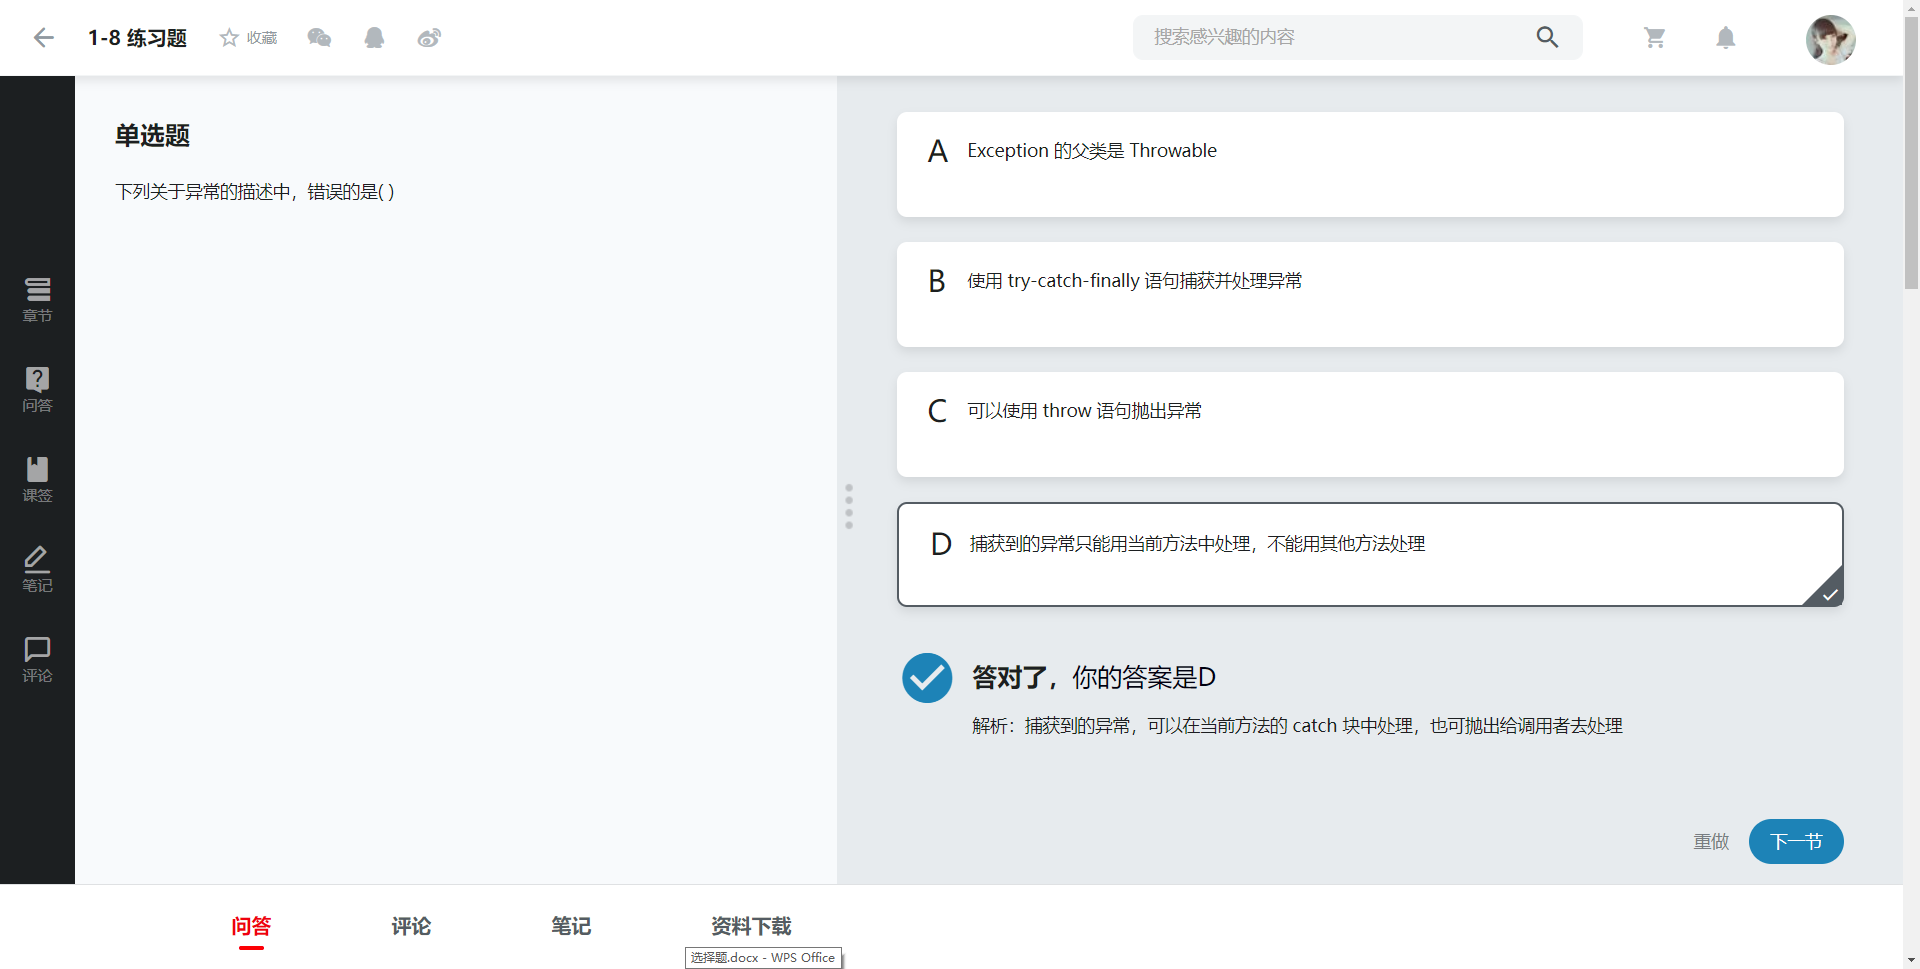 1-8 练习题
收藏
搜索感兴趣的内容
单选题
下列关于异常的描述中，错误的是( )
章节
问答
课签
笔记
评论
A Exception 的父类是 Throwable
B 使用 try-catch-finally 语句捕获并处理异常
C 可以使用 throw 语句抛出异常
D 捕获到的异常只能用当前方法中处理，不能用其他方法处理
答对了，你的答案是D
解析：捕获到的异常，可以在当前方法的 catch 块中处理，也可抛出给调用者去处理
重做
下一节
问答
评论
笔记
资料下载
选择题.docx - WPS Office